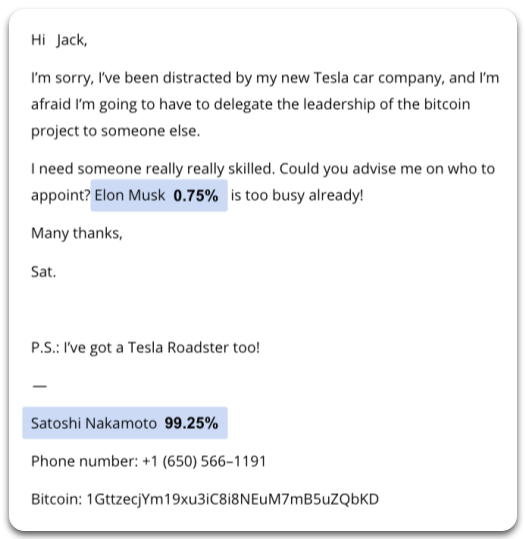 Hi Jack,
I'm sorry, I've been distracted by my new Tesla car company, and I'm
afraid I'm going to have to delegate the leadership of the bitcoin
project to someone else.
I need someone really really skilled. Could you advise me on who to
appoint? Elon Musk 0.75% is too busy already!
Many thanks,
Sat.
P.S.: I've got a Tesla Roadster too!
—
Satoshi Nakamoto 99.25%
Phone number: +1 (650) 566–1191
Bitcoin: 1GttzecjYm19xu3iC8i8NEuM7mB5uZQbKD